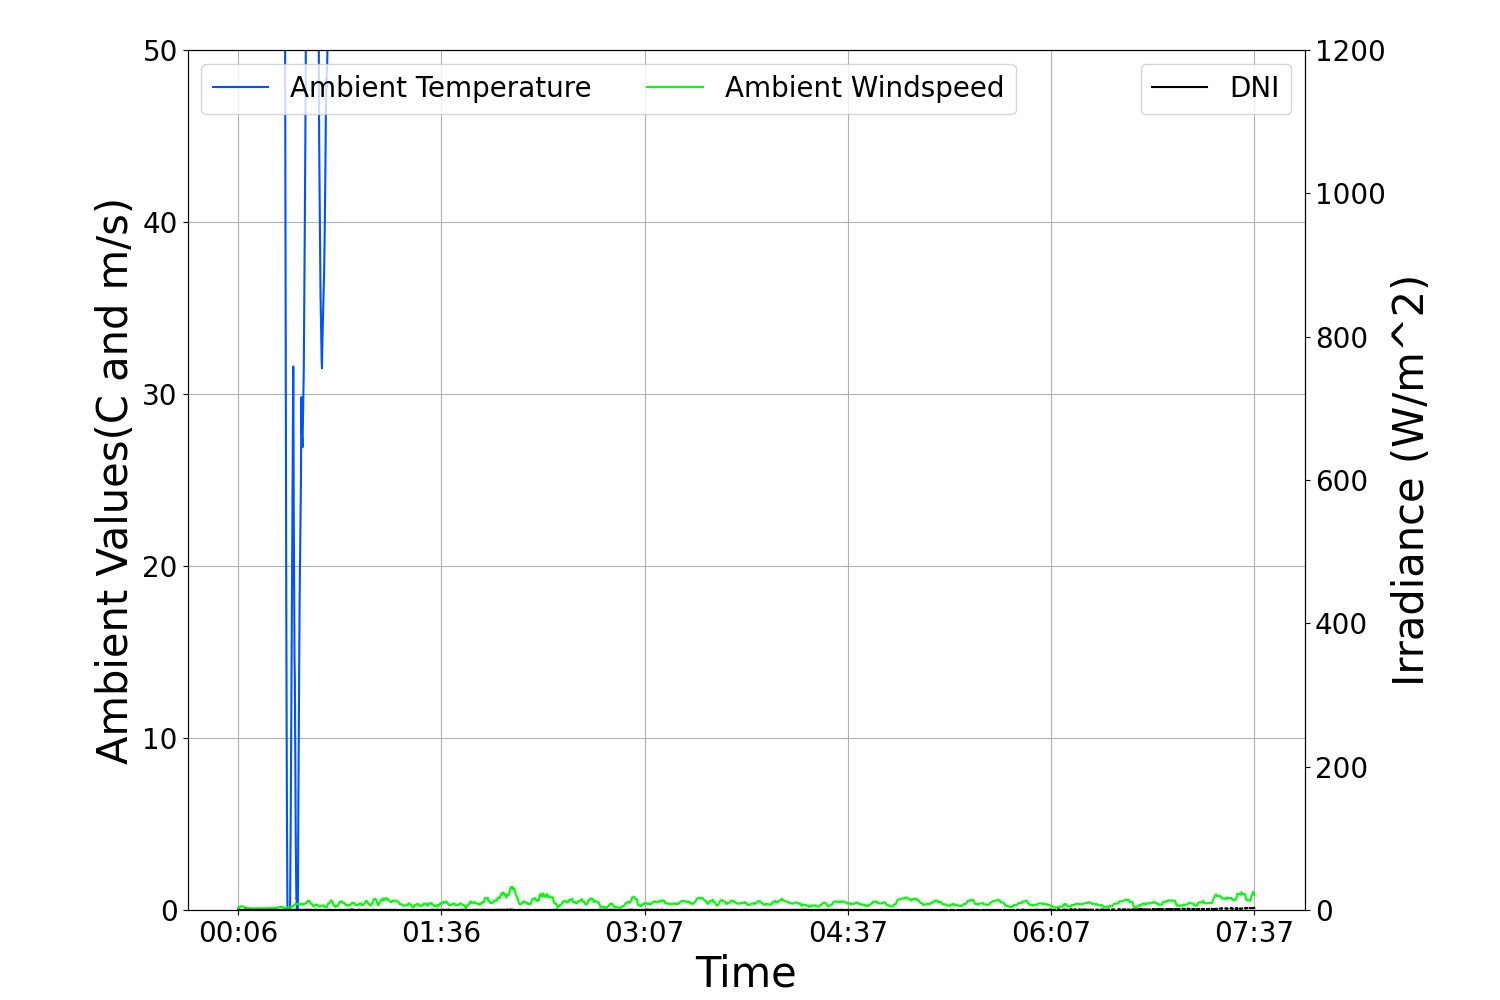 Ambient Temperature
Ambient Windspeed
DNI
Ambient Values(C and m/s)
50
40
30
20
10
0
1200
1000
800
600
400
200
0
Irradiance (W/m^2)
00:06 01:36 03:07 04:37 06:07 07:37
Time